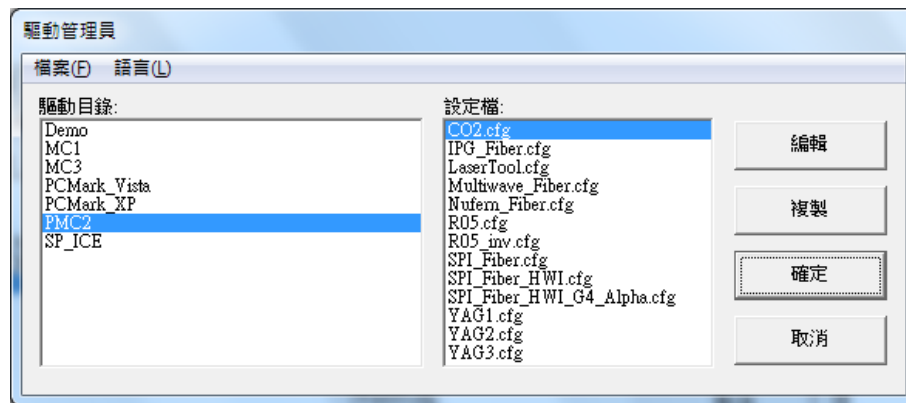 驅動管理員
檔案(F) 語言(L)
驅動目錄:
Demo
MC1
MC3
PCMark_Vista
PCMark_XP
PMC2
SP_ICE
設定檔:
CO2.cfg
IPG_Fiber.cfg
LaserTool.cfg
Multiwave_Fiber.cfg
Nufern_Fiber.cfg
R05.cfg
R05_inv.cfg
SPI_Fiber.cfg
SPI_Fiber_HWI.cfg
SPI_Fiber_HWI_G4_Alpha.cfg
YAG1.cfg
YAG2.cfg
YAG3.cfg
編輯
複製
確定
取消